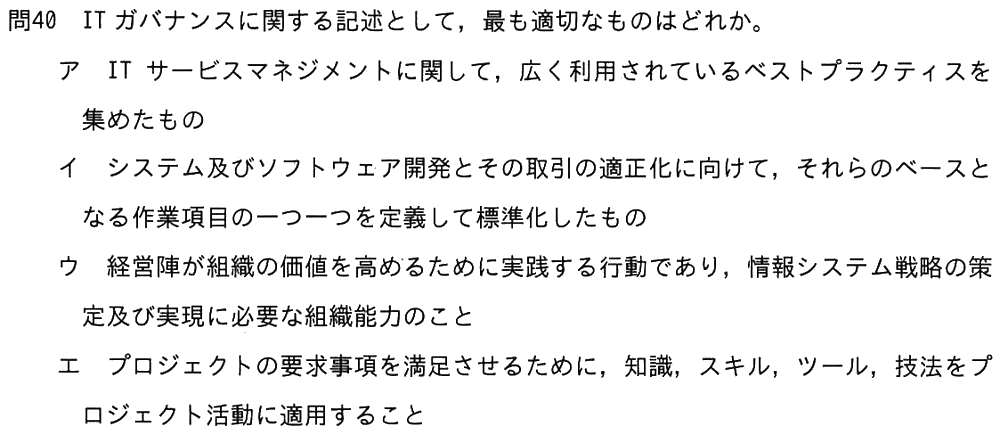 問40 ITガバナンスに関する記述として，最も適切なものはどれか。
ア IT サービスマネジメントに関して，広く利用されているベストプラクティスを
集めたもの
イ システム及びソフトウェア開発とその取引の適正化に向けて，それらのベースと
なる作業項目の一つ一つを定義して標準化したもの
ウ 経営陣が組織の価値を高めるために実践する行動であり，情報システム戦略の策
定及び実現に必要な組織能力のこと
エ プロジェクトの要求事項を満足させるために，知識，スキル，ツール，技法をプ
ロジェクト活動に適用すること